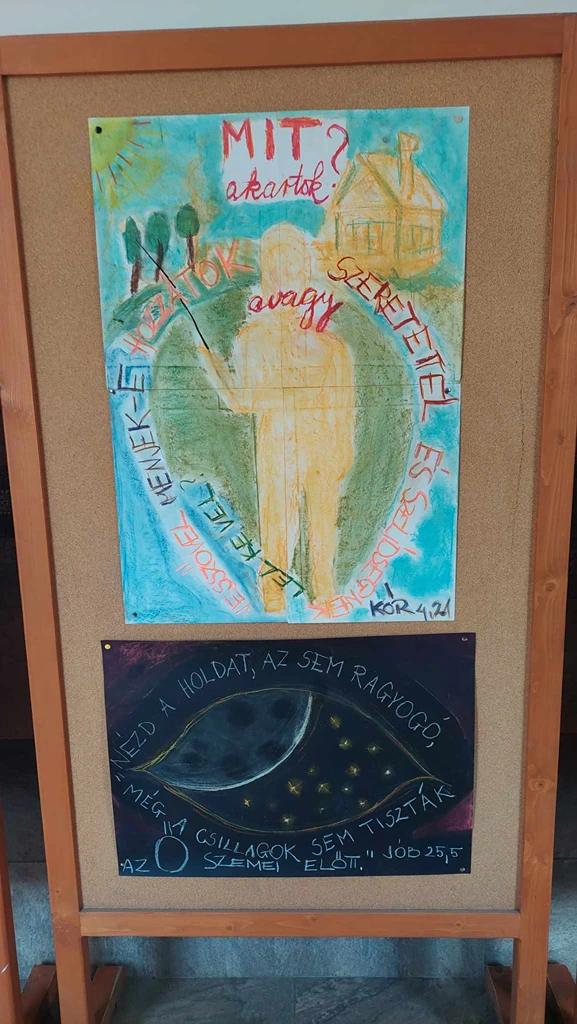 MIT?
akartok:
VESSZŐVEL MENJEK-E HOZZÁTOK
avagy
SZERETETTEL ÉS SZELÍDSÉGNEK
LELKÉVEL?
I KOR 4,21
"NÉZD A HOLDAT, AZ SEM RAGYOGÓ,
MÉG A CSILLAGOK SEM TISZTÁK
AZ Ő SZEMEI ELŐTT." JÓB 25,5